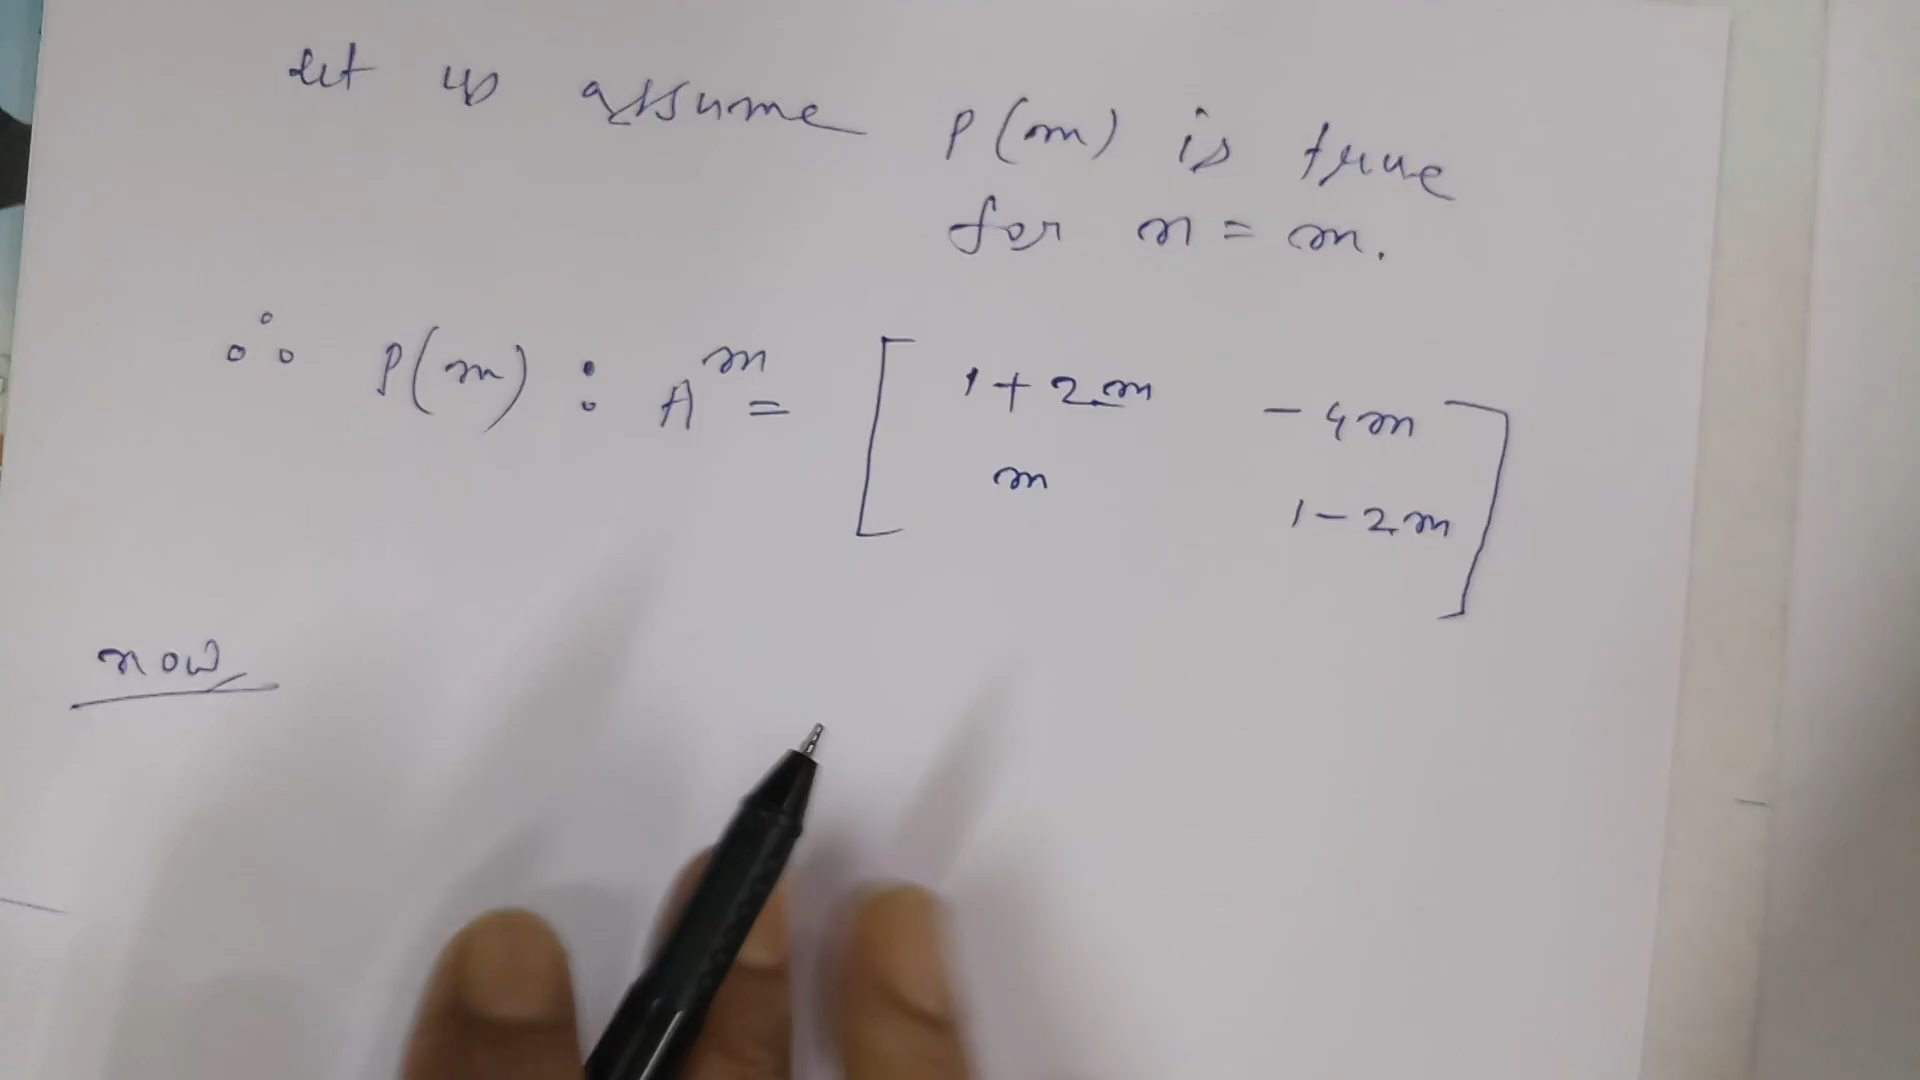 let us assume P(m) is true
for n = m.
∴ P(m) : A^m = [ 1+2m  -4m
m  1-2m ]
now